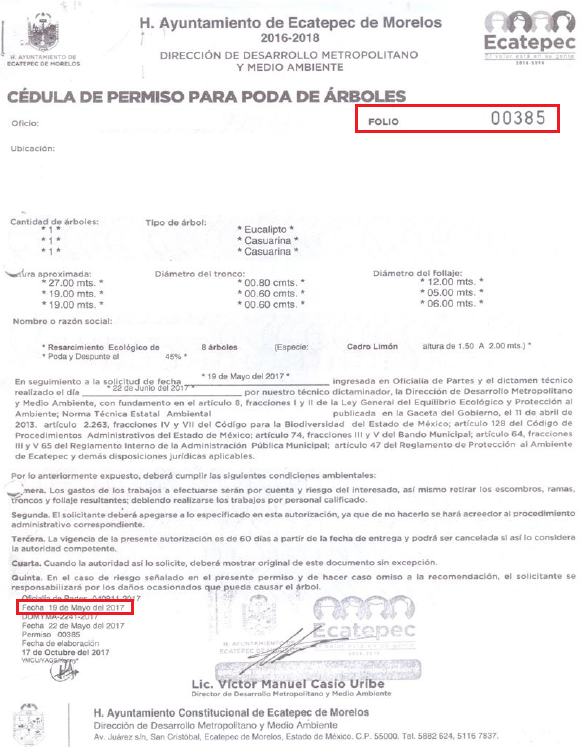 H. AYUNTAMIENTO DE
ECATEPEC DE MORELOS
H. Ayuntamiento de Ecatepec de Morelos
2016-2018
DIRECCIÓN DE DESARROLLO METROPOLITANO
Y MEDIO AMBIENTE
Ecatepec
El valor está en su gente
2016-2018
CÉDULA DE PERMISO PARA PODA DE ÁRBOLES
Oficio:
FOLIO 00385
Ubicación:
Cantidad de árboles: Tipo de árbol:
* 1 * * Eucalipto *
* 1 * * Casuarina *
* 1 * * Casuarina *
ura aproximada: Diámetro del tronco: Diámetro del follaje:
* 27.00 mts. * * 00.80 cmts. * * 12.00 mts. *
* 19.00 mts. * * 00.60 cmts. * * 05.00 mts. *
* 19.00 mts. * * 00.60 cmts. * * 06.00 mts. *
Nombre o razón social:
* Resarcimiento Ecológico de 8 árboles (Especie: Cedro Limón altura de 1.50 A 2.00 mts.) *
* Poda y Despunte al 45% *
En seguimiento a la solicitud de fecha * 19 de Mayo del 2017 * ingresada en Oficialía de Partes y el dictamen técnico
realizado el día * 22 de Junio del 2017 * por nuestro técnico dictaminador, la Dirección de Desarrollo Metropolitano
y Medio Ambiente, con fundamento en el artículo 8, fracciones I y II de la Ley General del Equilibrio Ecológico y Protección al
Ambiente; Norma Técnica Estatal Ambiental publicada en la Gaceta del Gobierno, el 11 de abril de
2013. artículo 2.263, fracciones IV y VII del Código para la Biodiversidad del Estado de México; artículo 128 del Código de
Procedimientos Administrativos del Estado de México; artículo 74, fracciones III y V del Bando Municipal; artículo 64, fracciones
III y V 65 del Reglamento Interno de la Administración Pública Municipal; artículo 47 del Reglamento de Protección al Ambiente
de Ecatepec y demás disposiciones jurídicas aplicables.
Por lo anteriormente expuesto, deberá cumplir las siguientes condiciones ambientales:
mera. Los gastos de los trabajos a efectuarse serán por cuenta y riesgo del interesado, así mismo retirar los escombros, ramas,
troncos y follaje resultantes; debiendo realizarse los trabajos por personal calificado.
Segunda. El solicitante deberá apegarse a lo especificado en esta autorización, ya que de no hacerlo se hará acreedor al procedimiento
administrativo correspondiente.
Tercera. La vigencia de la presente autorización es de 60 días a partir de la fecha de entrega y podrá ser cancelada si así lo considera
la autoridad competente.
Cuarta. Cuando la autoridad así lo solicite, deberá mostrar original de este documento sin excepción.
Quinta. En el caso de riesgo señalado en el presente permiso y de hacer caso omiso a la recomendación, el solicitante se
responsabilizará por los daños ocasionados que pueda causar el árbol.
Oficialía de Partes 040911-2017
Fecha 19 de Mayo del 2017
DDMYMA-2241-2017
Fecha 22 de Mayo del 2017
Permiso 00385
Fecha de elaboración
17 de Octubre del 2017
H. AYUNTAMIENTO
ECATEPEC
Ecatepec
El valor está en su gente
Lic. Víctor Manuel Casio Uribe
Director de Desarrollo Metropolitano y Medio Ambiente
H. Ayuntamiento Constitucional de Ecatepec de Morelos
Dirección de Desarrollo Metropolitano y Medio Ambiente
Av. Juárez s/n, San Cristóbal, Ecatepec de Morelos, Estado de México. C.P. 55000. Tel. 5882 624, 5116 7837.